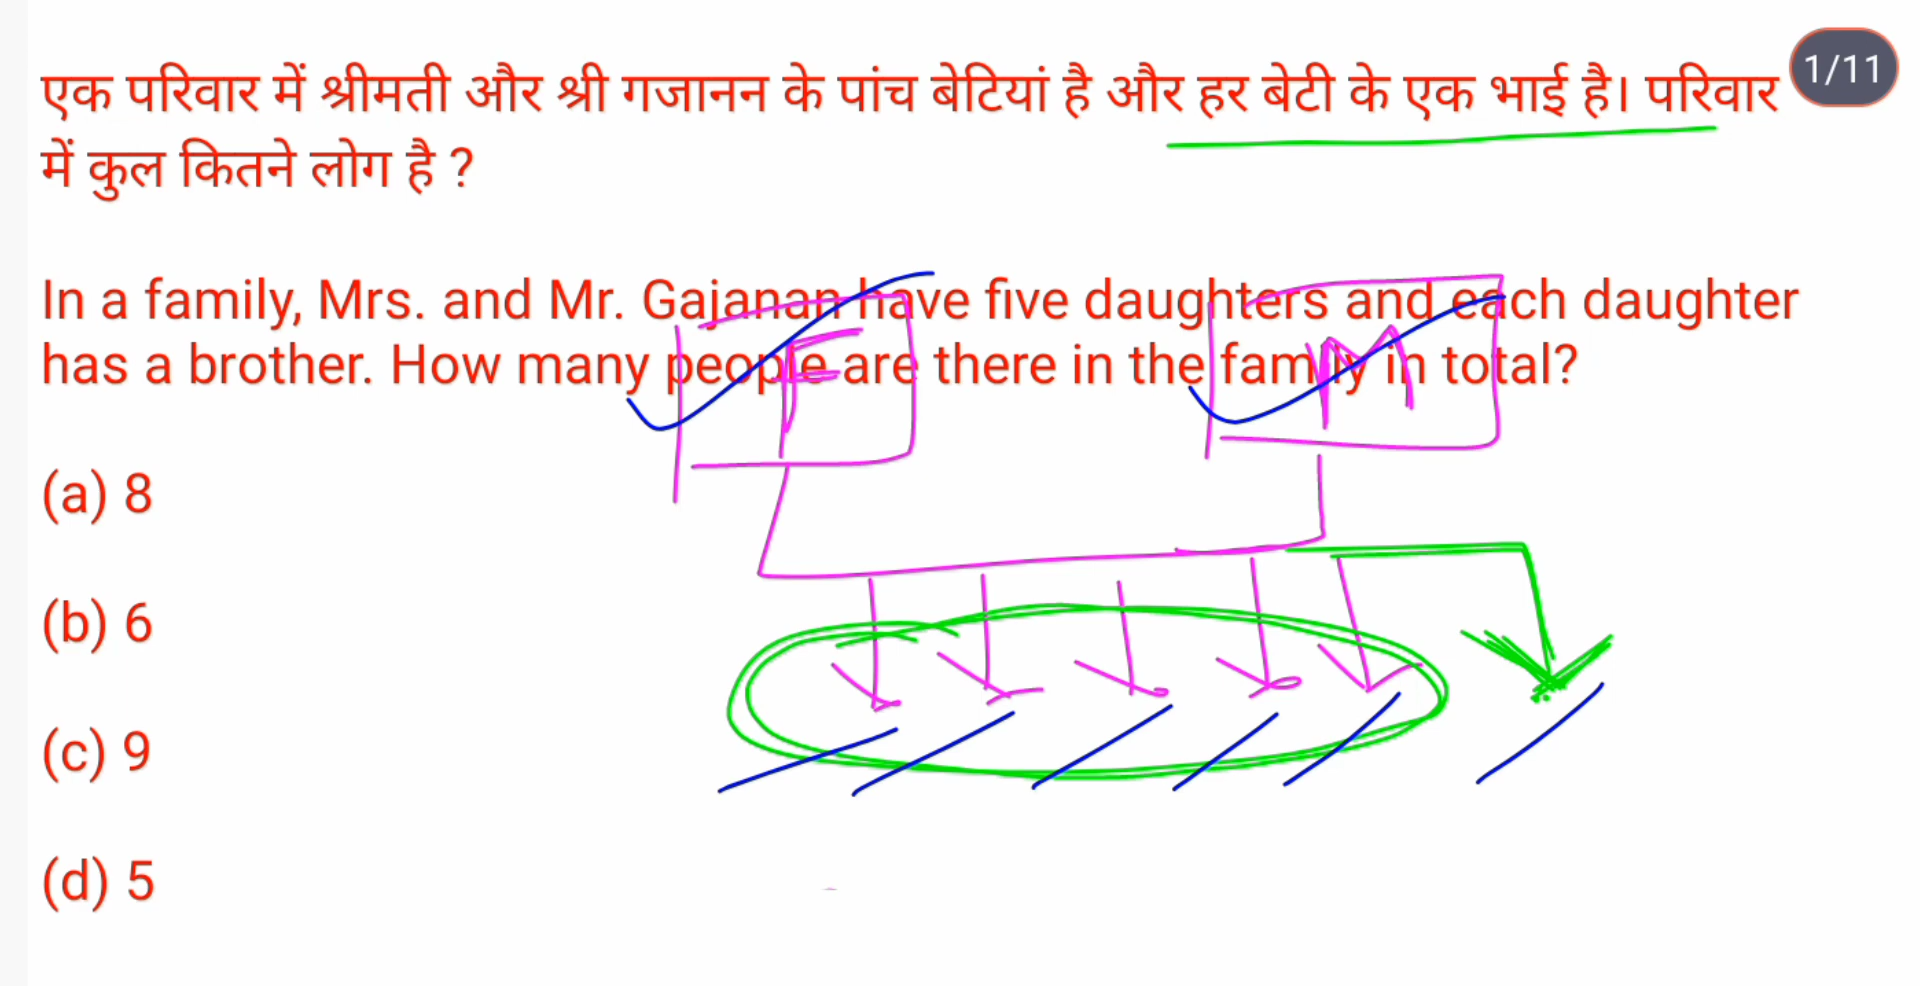 एक परिवार में श्रीमती और श्री गजानन के पांच बेटियां है और हर बेटी के एक भाई है। परिवार
1/11
में कुल कितने लोग है ?
In a family, Mrs. and Mr. Gajanan have five daughters and each daughter
has a brother. How many people are there in the family in total?
F
M
(a) 8
(b) 6
(c) 9
(d) 5